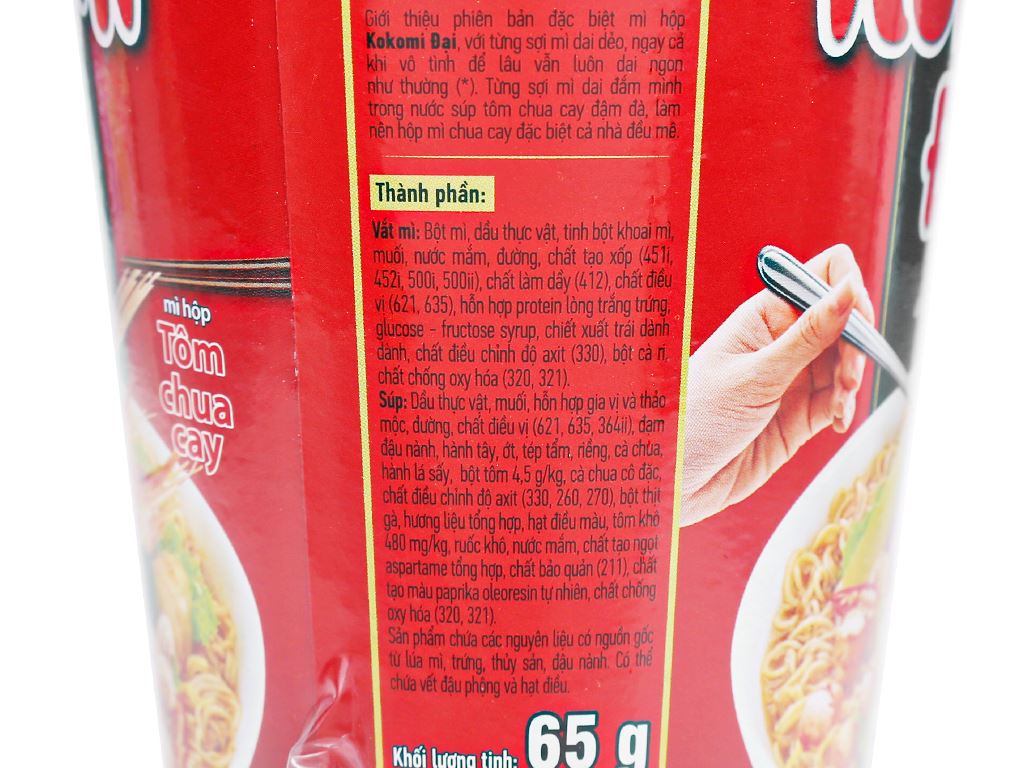 Giới thiệu phiên bản đặc biệt mì hộp
Kokomi Đại, với từng sợi mì dai dẻo, ngay cả
khi vô tình để lâu vẫn luôn dai ngon
như thường (*). Từng sợi mì dai đắm mình
trong nước súp tôm chua cay đậm đà, làm
nên hộp mì chua cay đặc biệt cả nhà đều mê.
Thành phần:
Vắt mì: Bột mì, dầu thực vật, tinh bột khoai mì,
muối, nước mắm, đường, chất tạo xốp (451i,
452i, 500i, 500ii), chất làm dầy (412), chất điều
vị (621, 635), hỗn hợp protein lòng trắng trứng,
glucose - fructose syrup, chiết xuất trái dành
dành, chất điều chỉnh độ axit (330), bột cà ri,
chất chống oxy hóa (320, 321).
Súp: Dầu thực vật, muối, hỗn hợp gia vị và thảo
mộc, đường, chất điều vị (621, 635, 364ii), đạm
đậu nành, hành tây, ớt, tép tẩm, riềng, cà chua,
hành lá sấy, bột tôm 4,5 g/kg, cà chua cô đặc,
chất điều chỉnh độ axit (330, 260, 270), bột thịt
gà, hương liệu tổng hợp, hạt điều màu, tôm khô
480 mg/kg, ruốc khô, nước mắm, chất tạo ngọt
aspartame tổng hợp, chất bảo quản (211), chất
tạo màu paprika oleoresin tự nhiên, chất chống
oxy hóa (320, 321).
Sản phẩm chứa các nguyên liệu có nguồn gốc
từ lúa mì, trứng, thủy sản, đậu nành. Có thể
chứa vết đậu phộng và hạt điều.
Khối lượng tịnh: 65 g
mì hộp
Tôm
chua
cay